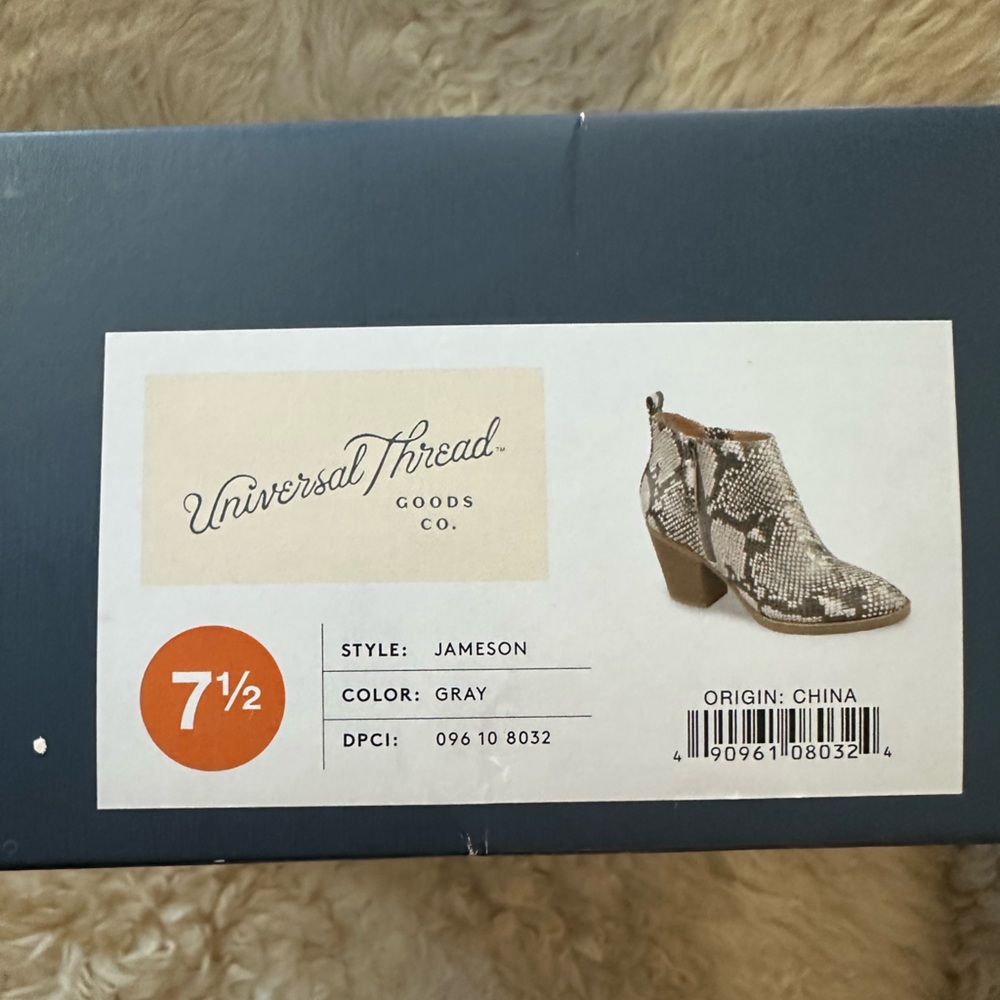 Universal Thread™
GOODS
CO.
7½
STYLE: JAMESON
COLOR: GRAY
DPCI: 096 10 8032
ORIGIN: CHINA
4 90961 08032 4